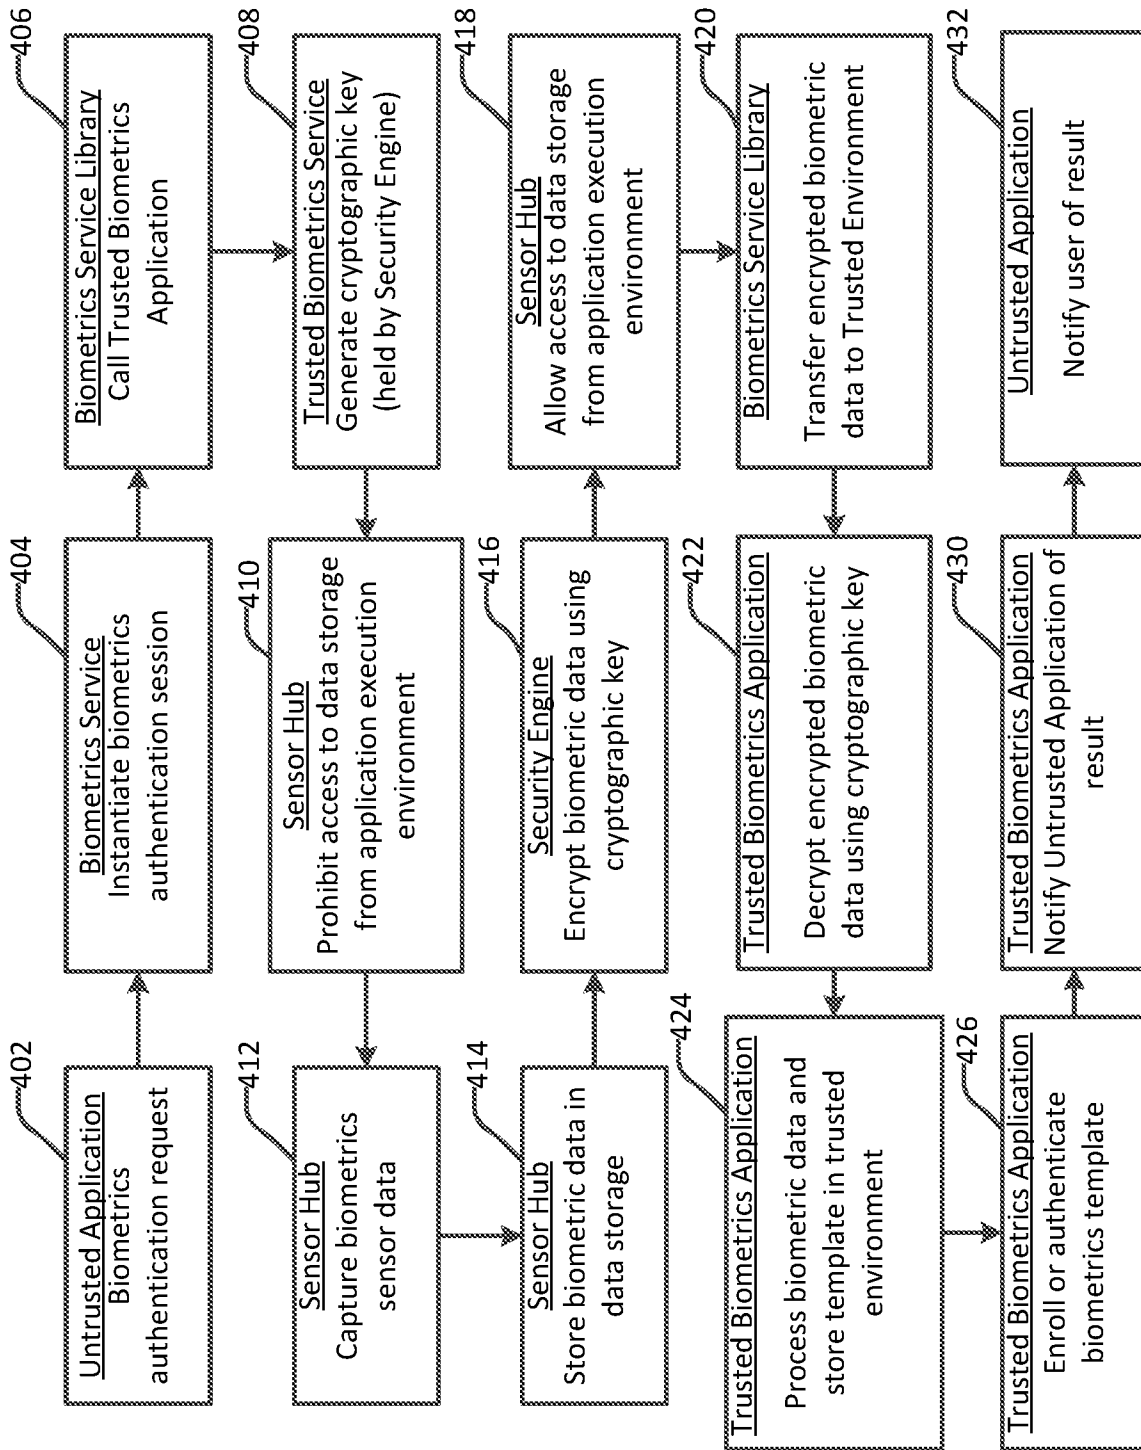 402
Untrusted Application
Biometrics
authentication request
404
Biometrics Service
Instantiate biometrics
authentication session
406
Biometrics Service Library
Call Trusted Biometrics
Application
408
Trusted Biometrics Service
Generate cryptographic key
(held by Security Engine)
410
Sensor Hub
Prohibit access to data storage
from application execution
environment
412
Sensor Hub
Capture biometrics
sensor data
414
Sensor Hub
Store biometric data in
data storage
416
Security Engine
Encrypt biometric data using
cryptographic key
418
Sensor Hub
Allow access to data storage
from application execution
environment
420
Biometrics Service Library
Transfer encrypted biometric
data to Trusted Environment
422
Trusted Biometrics Application
Decrypt encrypted biometric
data using cryptographic key
424
Trusted Biometrics Application
Process biometric data and
store template in trusted
environment
426
Trusted Biometrics Application
Enroll or authenticate
biometrics template
430
Trusted Biometrics Application
Notify Untrusted Application of
result
432
Untrusted Application
Notify user of result